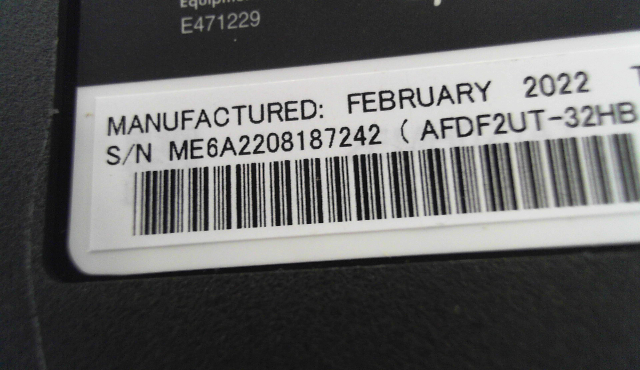 E471229
MANUFACTURED: FEBRUARY 2022
S/N ME6A2208187242 ( AFDF2UT-32HB